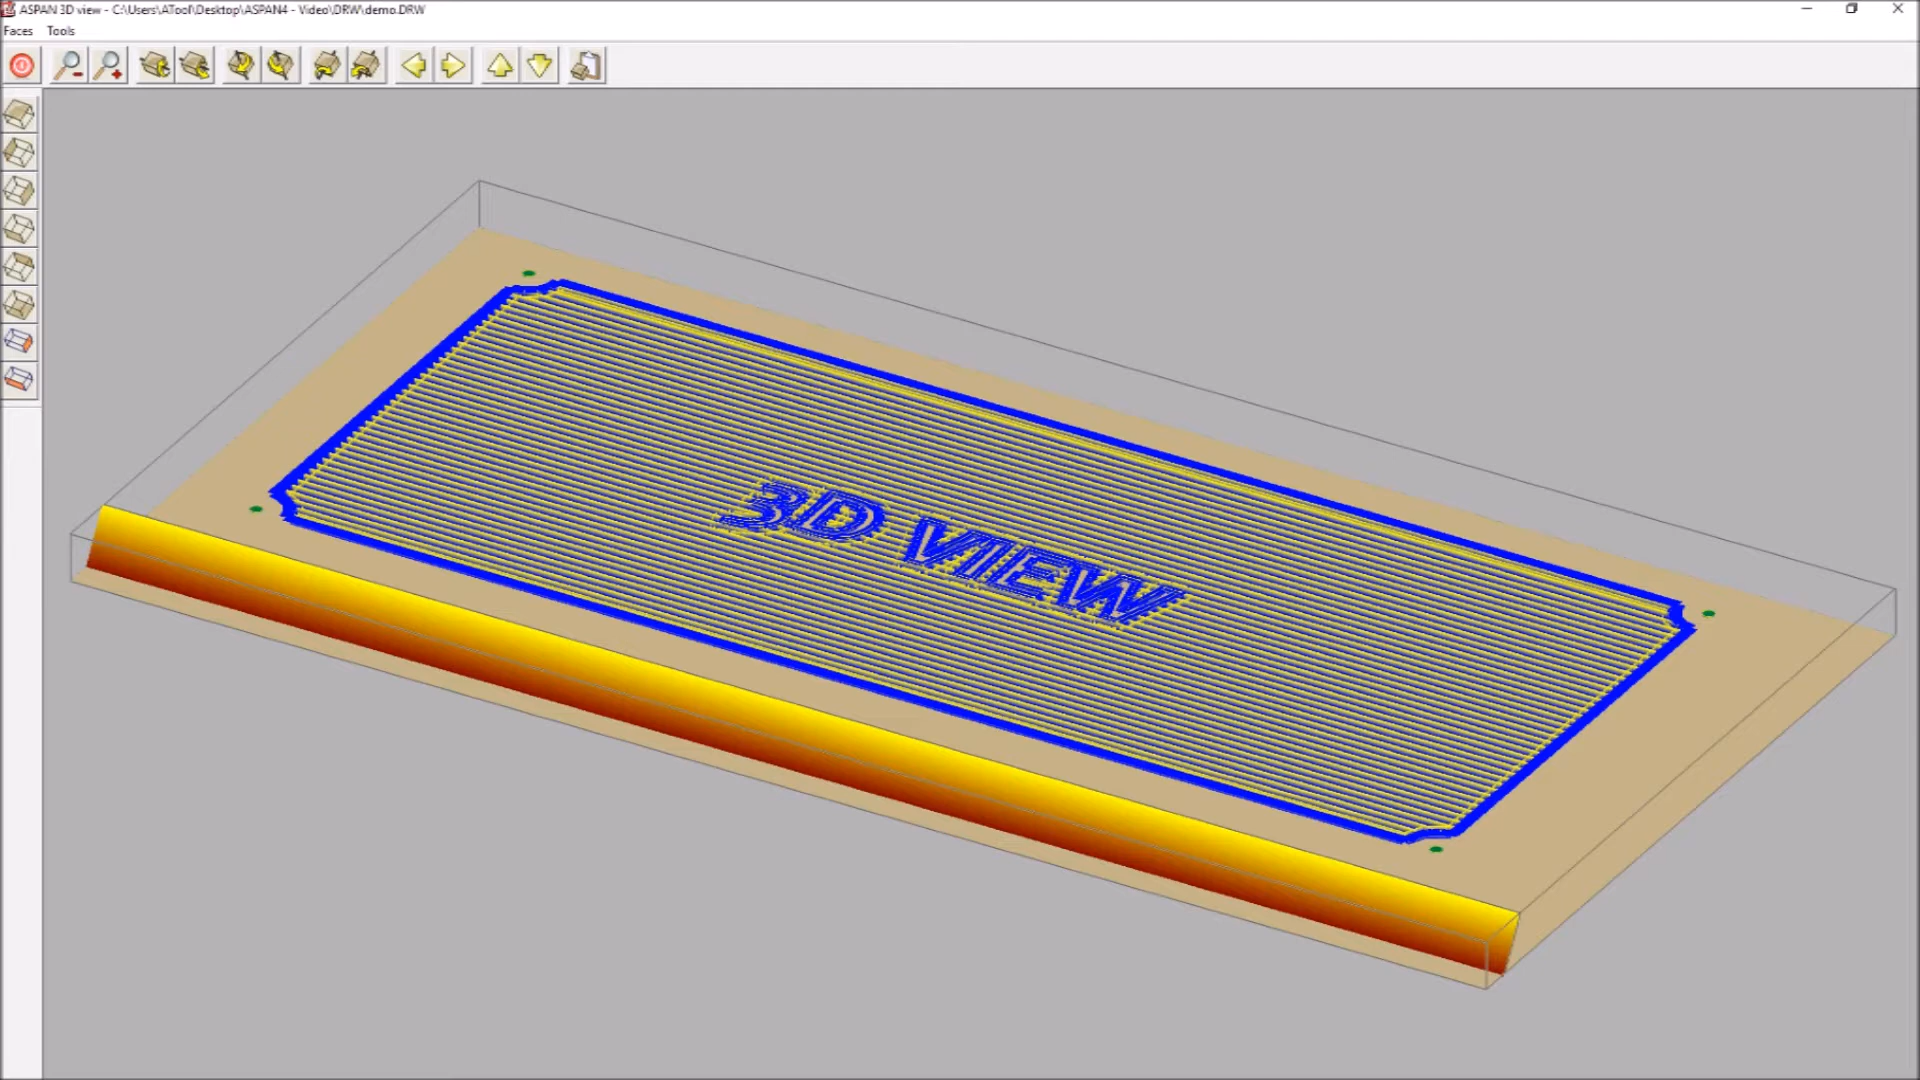 ASPAN 3D view - C:\Users\ATool\Desktop\ASPAN4 - Video\DRW\demo.DRW
Faces Tools
3D VIEW